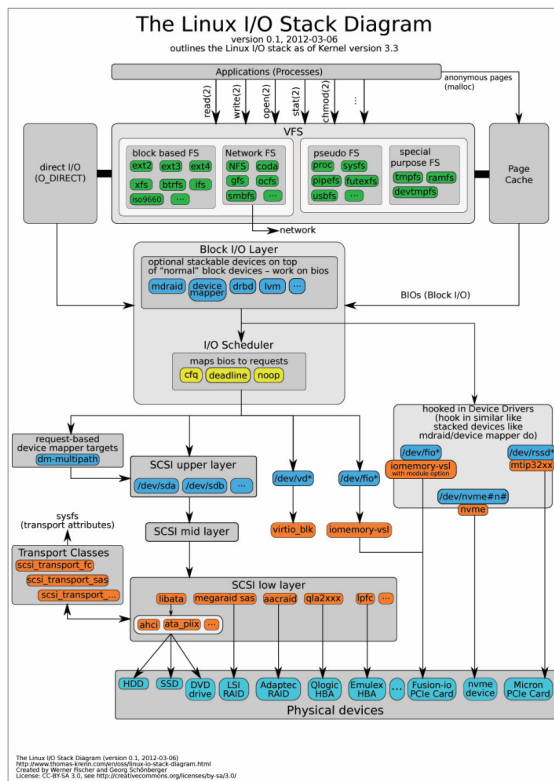 The Linux I/O Stack Diagram
version 0.1, 2012-03-06
outlines the Linux I/O stack as of Kernel version 3.3
Applications (Processes)
anonymous pages
(malloc)
read(2)
write(2)
open(2)
stat(2)
chmod(2)
...
VFS
direct I/O
(O_DIRECT)
block based FS
ext2 ext3 ext4
xfs btrfs ifs
iso9660 ...
Network FS
NFS coda
gfs ocfs
smbfs ...
pseudo FS
proc sysfs
pipefs futexfs
usbfs ...
special
purpose FS
tmpfs ramfs
devtmpfs
Page
Cache
network
Block I/O Layer
optional stackable devices on top
of "normal" block devices – work on bios
mdraid device mapper drbd lvm ...
BIOs (Block I/O)
I/O Scheduler
maps bios to requests
cfq deadline noop
hooked in Device Drivers
(hook in similar like
stacked devices like
mdraid/device mapper do)
request-based
device mapper targets
dm-multipath
SCSI upper layer
/dev/sda /dev/sdb ...
/dev/vd*
/dev/fio*
/dev/fio*
iomemory-vsl
with module option
/dev/rssd*
mtip32xx
/dev/nvme#n#
nvme
sysfs
(transport attributes)
SCSI mid layer
virtio_blk
iomemory-vsl
Transport Classes
scsi_transport_fc
scsi_transport_sas
scsi_transport_...
SCSI low layer
libata megaraid sas aacraid qla2xxx lpfc ...
ahci ata_piix ...
HDD
SSD
DVD
drive
LSI
RAID
Adaptec
RAID
Qlogic
HBA
Emulex
HBA
...
Fusion-io
PCIe Card
nvme
device
Micron
PCIe Card
Physical devices
The Linux I/O Stack Diagram (version 0.1, 2012-03-06)
http://www.thomas-krenn.com/en/oss/linux-io-stack-diagram.html
Created by Werner Fischer and Georg Schönberger
License: CC-BY-SA 3.0, see http://creativecommons.org/licenses/by-sa/3.0/